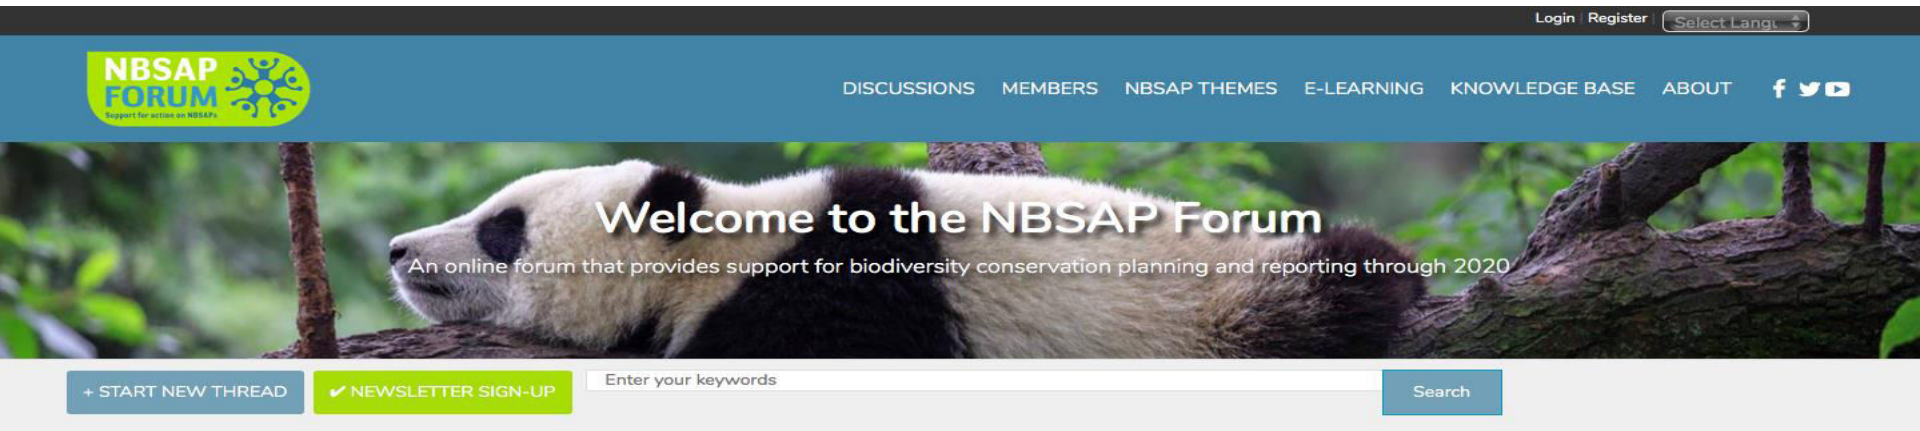 Login | Register | Select Langu
NBSAP
FORUM
Support for action on NBSAPs
DISCUSSIONS MEMBERS NBSAP THEMES E-LEARNING KNOWLEDGE BASE ABOUT
Welcome to the NBSAP Forum
An online forum that provides support for biodiversity conservation planning and reporting through 2020
+ START NEW THREAD ✔ NEWSLETTER SIGN-UP Enter your keywords Search